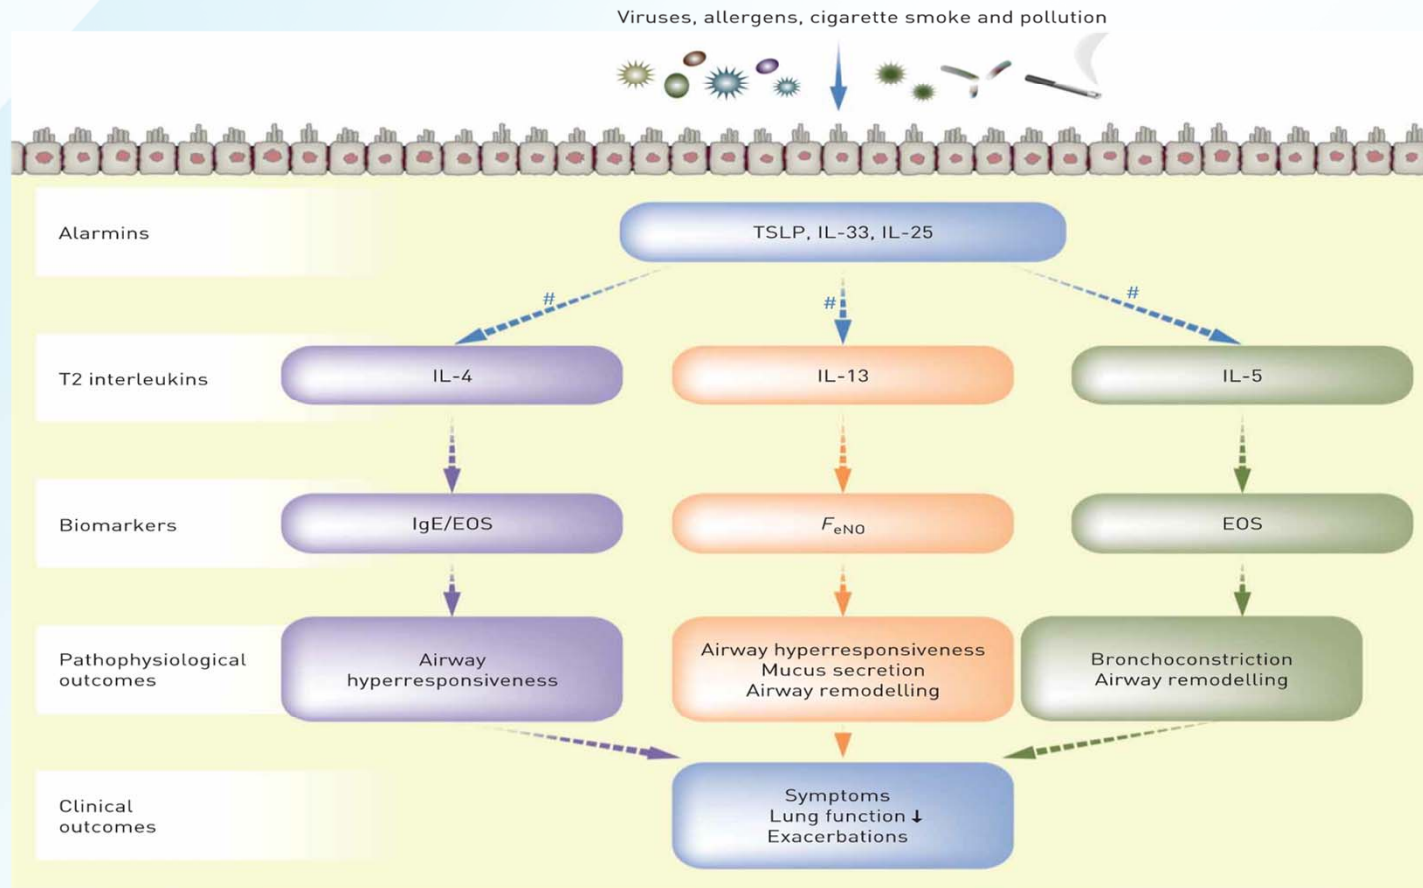 Viruses, allergens, cigarette smoke and pollution
Alarmins
TSLP, IL-33, IL-25
#
#
#
T2 interleukins
IL-4
IL-13
IL-5
Biomarkers
IgE/EOS
FeNO
EOS
Pathophysiological
outcomes
Airway
hyperresponsiveness
Airway hyperresponsiveness
Mucus secretion
Airway remodelling
Bronchoconstriction
Airway remodelling
Clinical
outcomes
Symptoms
Lung function ↓
Exacerbations